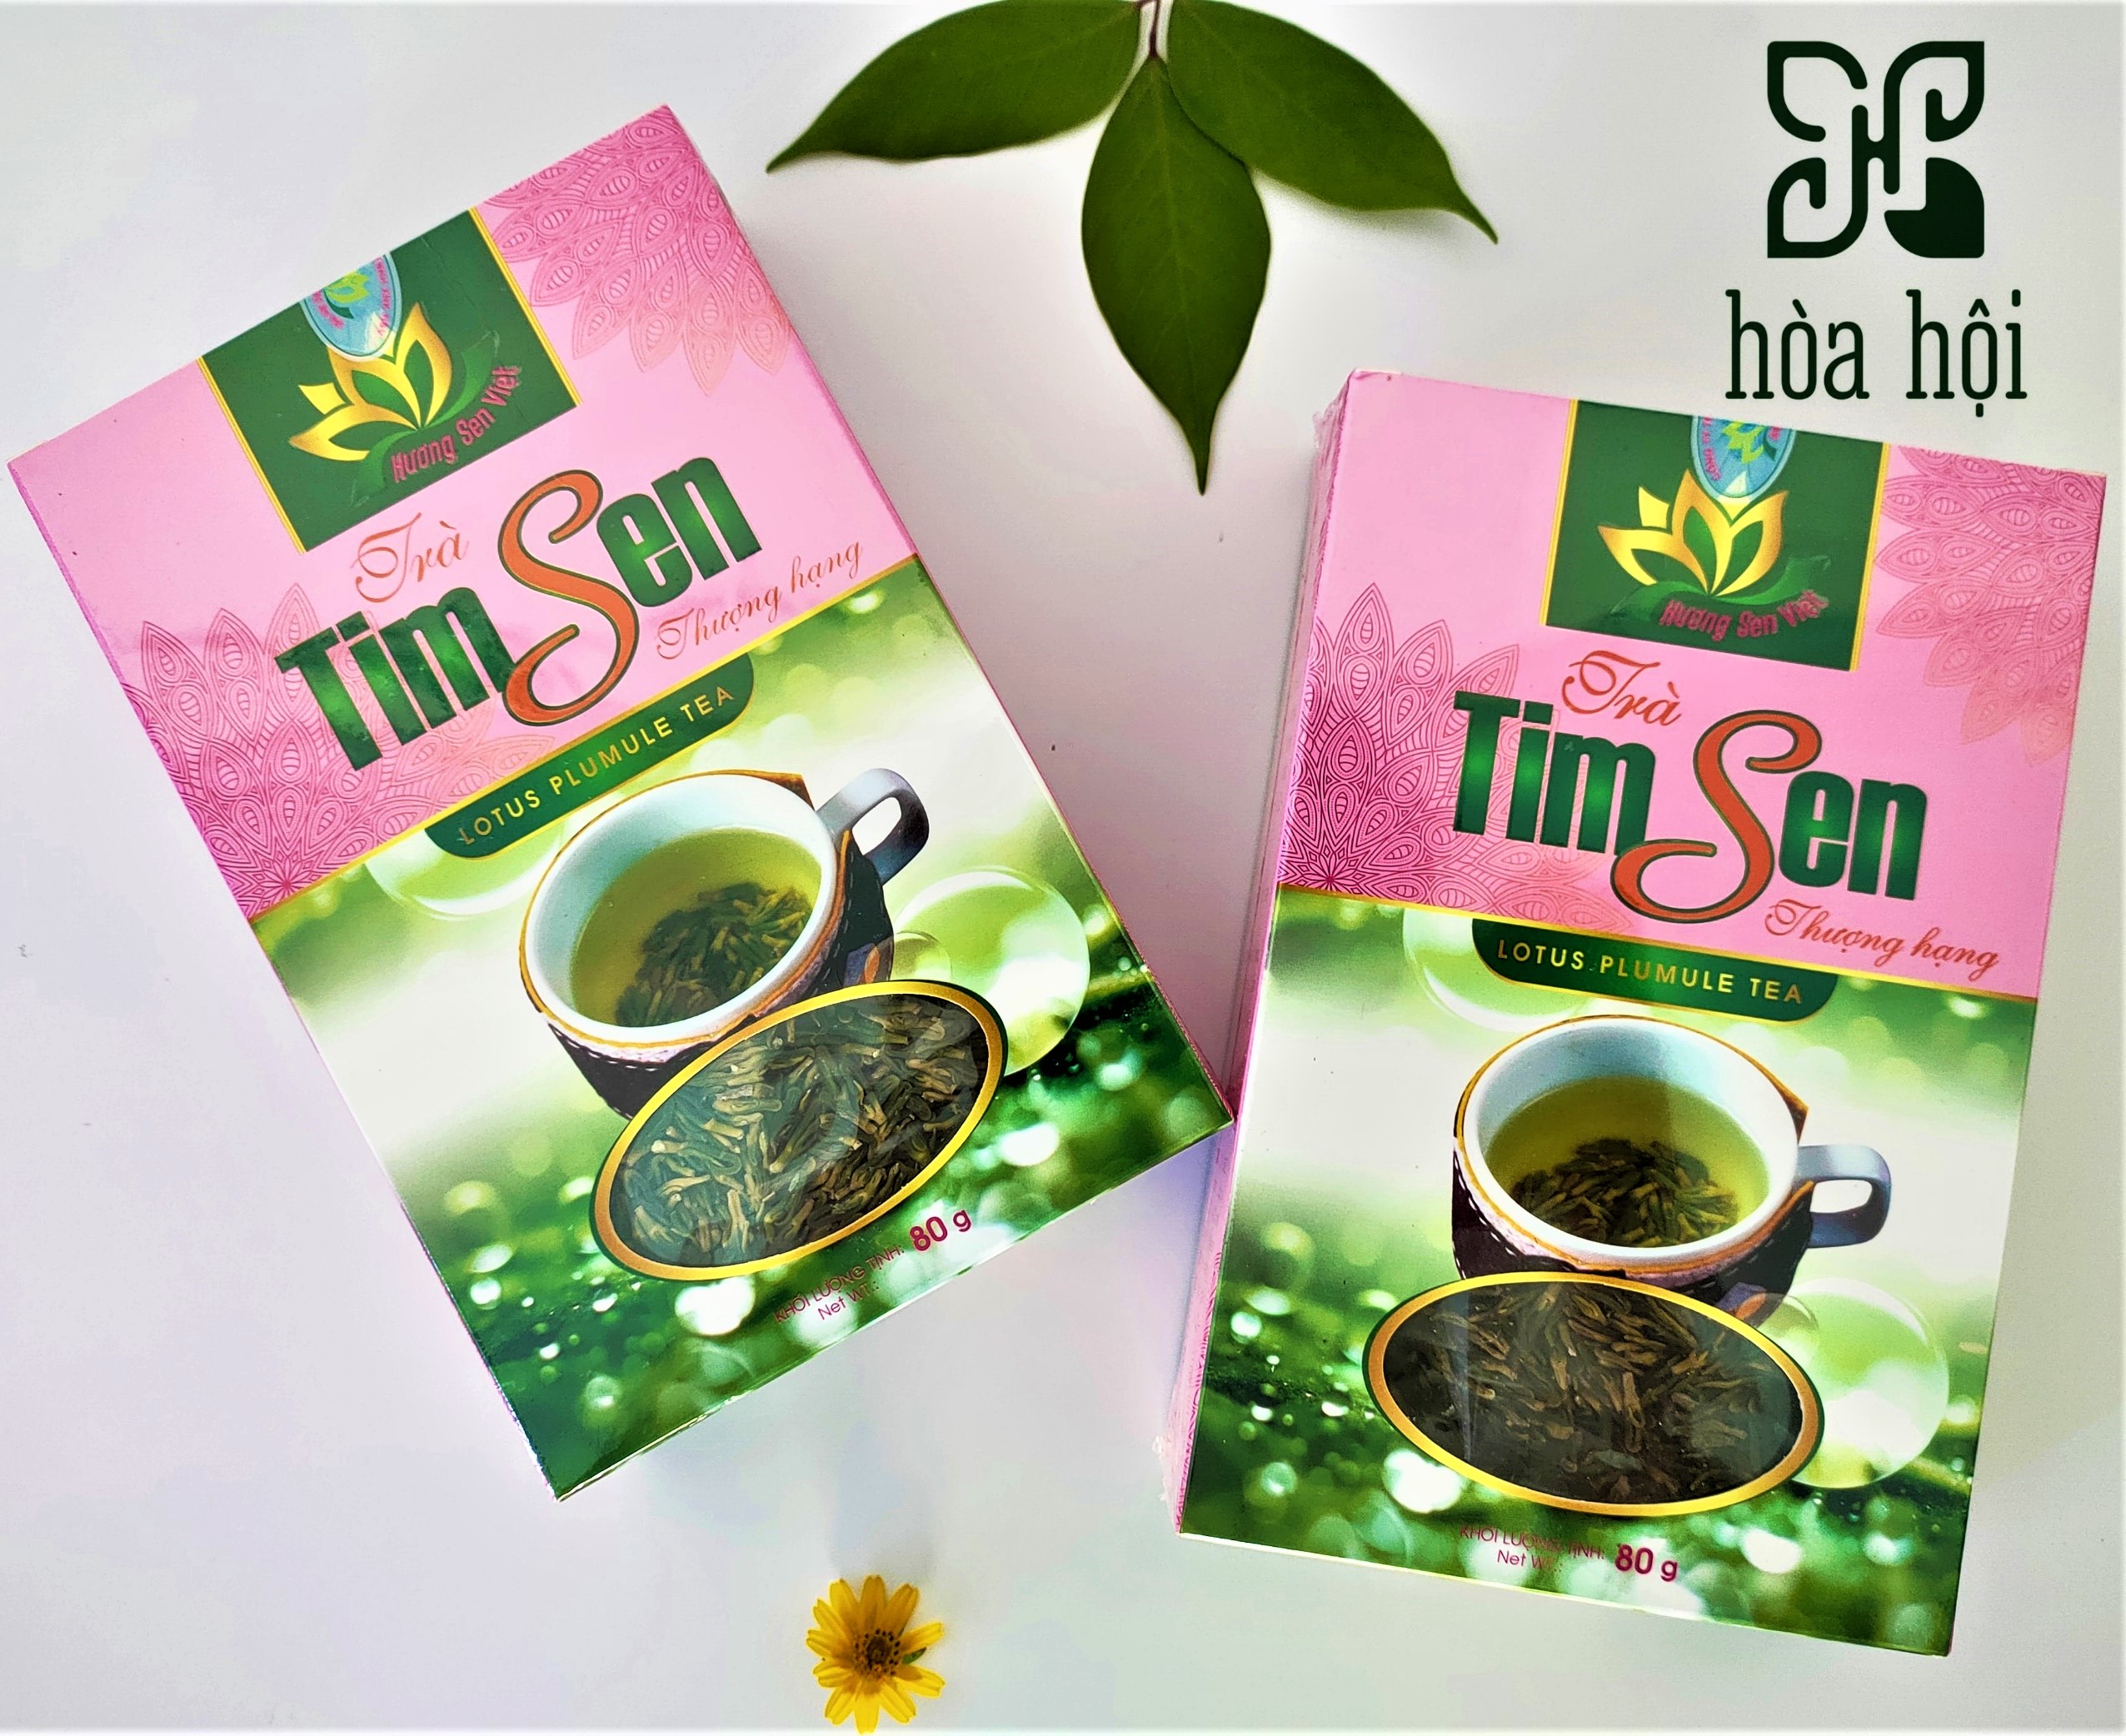 hòa hội
Hương Sen Việt
Trà
Tim Sen
Thượng hạng
LOTUS PLUMULE TEA
KHỐI LƯỢNG TỊNH: 80 g
Net WT.:
Hương Sen Việt
Trà
Tim Sen
Thượng hạng
LOTUS PLUMULE TEA
KHỐI LƯỢNG TỊNH: 80 g
Net WT.: